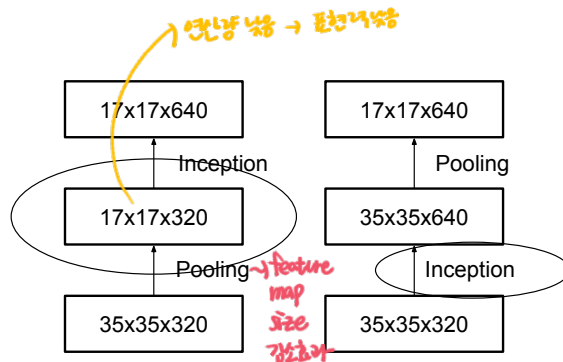 연산량 낮음 → 표현력 낮음
17x17x640
17x17x640
Inception
Pooling
17x17x320
35x35x640
Pooling → feature
map
size
감소효과
Inception
35x35x320
35x35x320